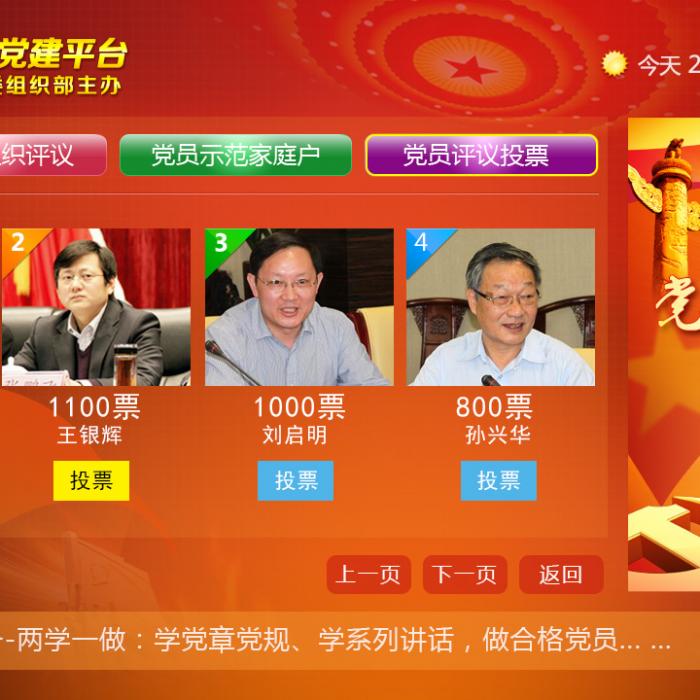 党建平台
委组织部主办
今天 2
织评议
党员示范家庭户
党员评议投票
2
3
4
1100票
1000票
800票
王银辉
刘启明
孙兴华
投票
投票
投票
党
上一页
下一页
返回
-两学一做：学党章党规、学系列讲话，做合格党员... ...